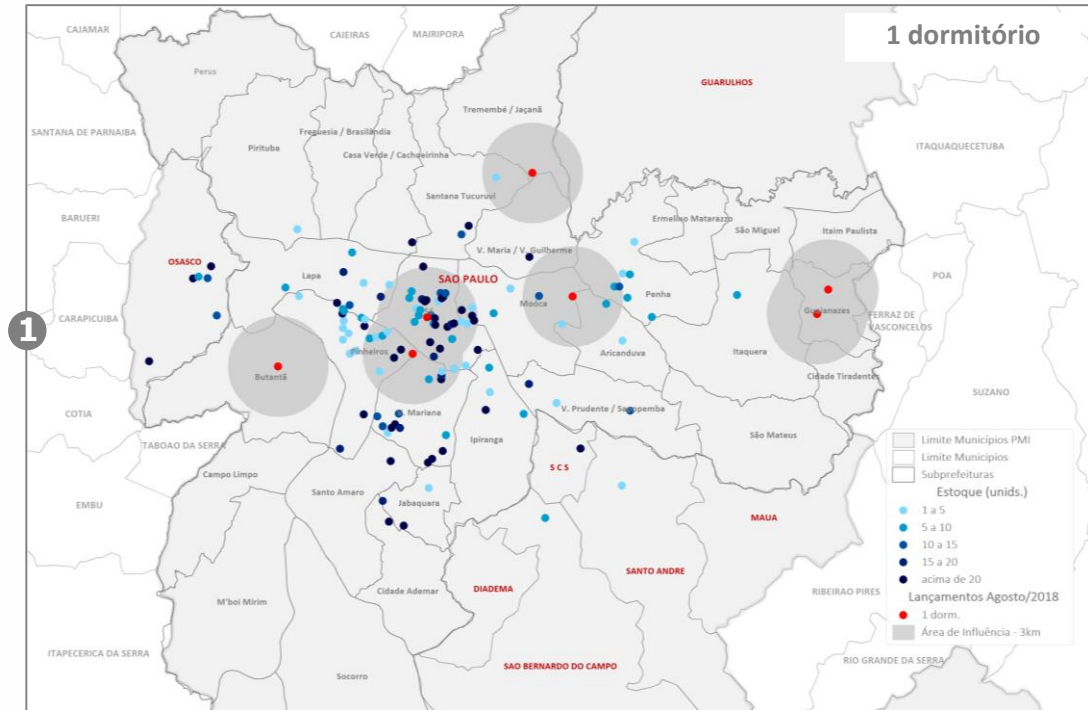 1 dormitório
CAJAMAR
CAIEIRAS
MAIRIPORA
Perus
GUARULHOS
Tremembé / Jaçanã
SANTANA DE PARNAIBA
Freguesia / Brasilândia
ITAQUAQUECETUBA
Pirituba
Casa Verde / Cachoeirinha
Santana Tucuruvi
Ermelino Matarazzo
BARUERI
São Miguel
Itaim Paulista
V. Maria / V. Guilherme
OSASCO
Lapa
SAO PAULO
POA
Penha
Moóca
CARAPICUIBA
Guaianazes
FERRAZ DE
VASCONCELOS
1
Pinheiros
Aricanduva
Itaquera
Butantã
Cidade Tiradentes
SUZANO
COTIA
V. Mariana
V. Prudente / Sapopemba
São Mateus
TABOAO DA SERRA
Ipiranga
Campo Limpo
S C S
Santo Amaro
EMBU
Jabaquara
MAUA
Limite Municípios PMI
Limite Municipios
Subprefeituras
Estoque (unids.)
1 a 5
5 a 10
10 a 15
15 a 20
acima de 20
Lançamentos Agosto/2018
1 dorm.
Área de Influência - 3km
SANTO ANDRE
Cidade Ademar
DIADEMA
M'boi Mirim
RIBEIRAO PIRES
ITAPECERICA DA SERRA
SAO BERNARDO DO CAMPO
RIO GRANDE DA SERRA
Socorro